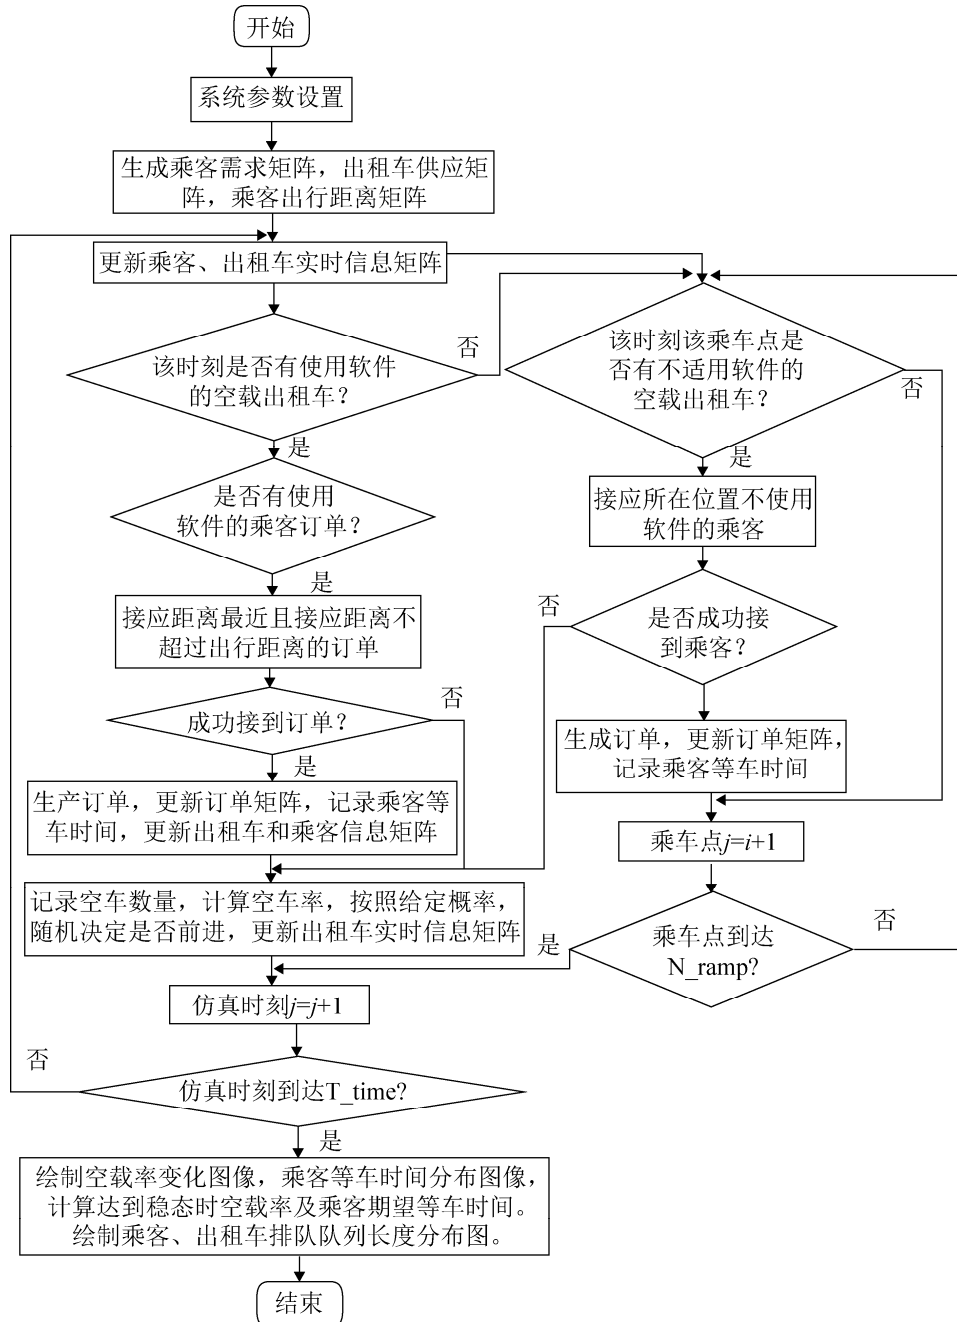 开始
系统参数设置
生成乘客需求矩阵，出租车供应矩
阵，乘客出行距离矩阵
更新乘客、出租车实时信息矩阵
该时刻是否有使用软件
的空载出租车？
否
是
是否有使用
软件的乘客订单？
是
接应距离最近且接应距离不
超过出行距离的订单
成功接到订单？
否
是
生产订单，更新订单矩阵，记录乘客等
车时间，更新出租车和乘客信息矩阵
记录空车数量，计算空车率，按照给定概率，
随机决定是否前进，更新出租车实时信息矩阵
仿真时刻j=j+1
否
仿真时刻到达T_time?
是
绘制空载率变化图像，乘客等车时间分布图像，
计算达到稳态时空载率及乘客期望等车时间。
绘制乘客、出租车排队队列长度分布图。
结束
该时刻该乘车点是
否有不适用软件的
空载出租车？
否
是
接应所在位置不使用
软件的乘客
否
是否成功接
到乘客？
生成订单，更新订单矩阵，
记录乘客等车时间
乘车点j=i+1
乘车点到达
N_ramp?
是
否